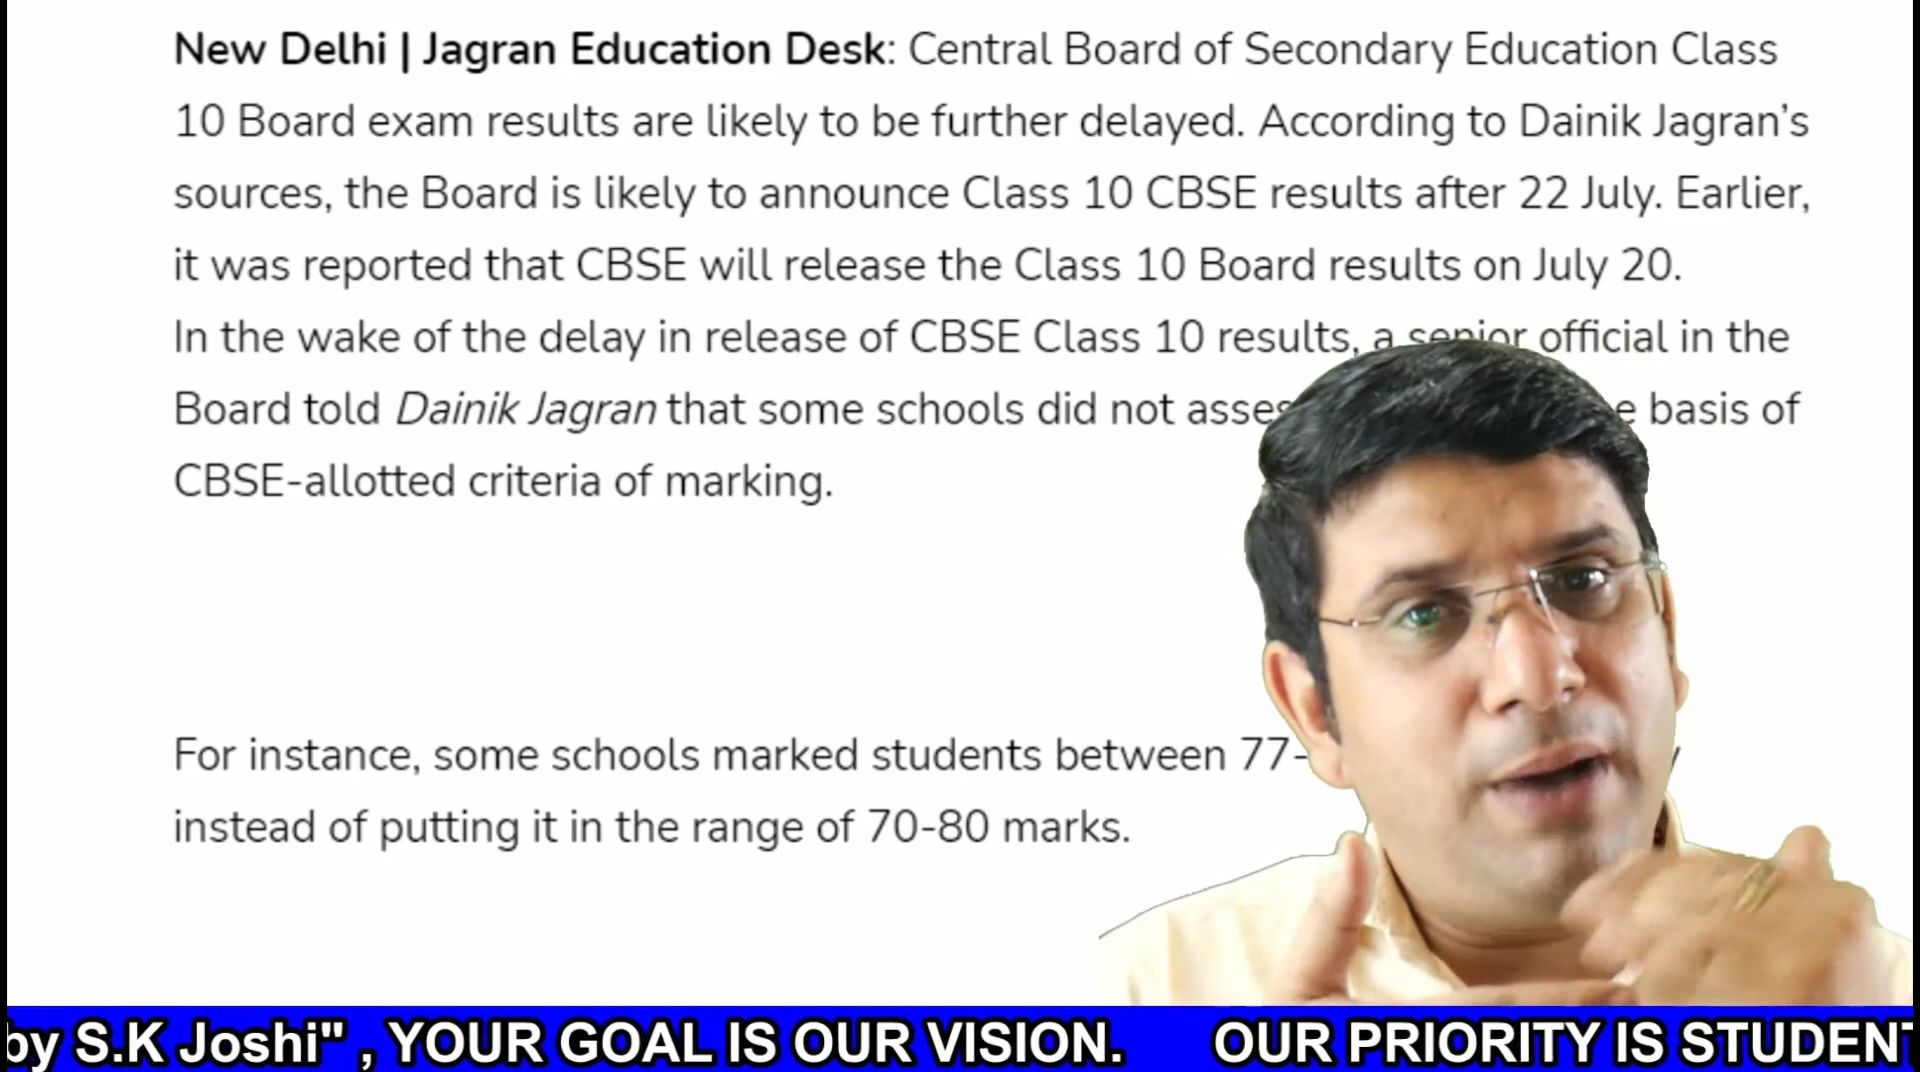 New Delhi | Jagran Education Desk: Central Board of Secondary Education Class
10 Board exam results are likely to be further delayed. According to Dainik Jagran’s
sources, the Board is likely to announce Class 10 CBSE results after 22 July. Earlier,
it was reported that CBSE will release the Class 10 Board results on July 20.
In the wake of the delay in release of CBSE Class 10 results, a senior official in the
Board told Dainik Jagran that some schools did not basis of
CBSE-allotted criteria of marking.
For instance, some schools marked students between 77-
instead of putting it in the range of 70-80 marks.
by S.K Joshi" , YOUR GOAL IS OUR VISION. OUR PRIORITY IS STUDENT